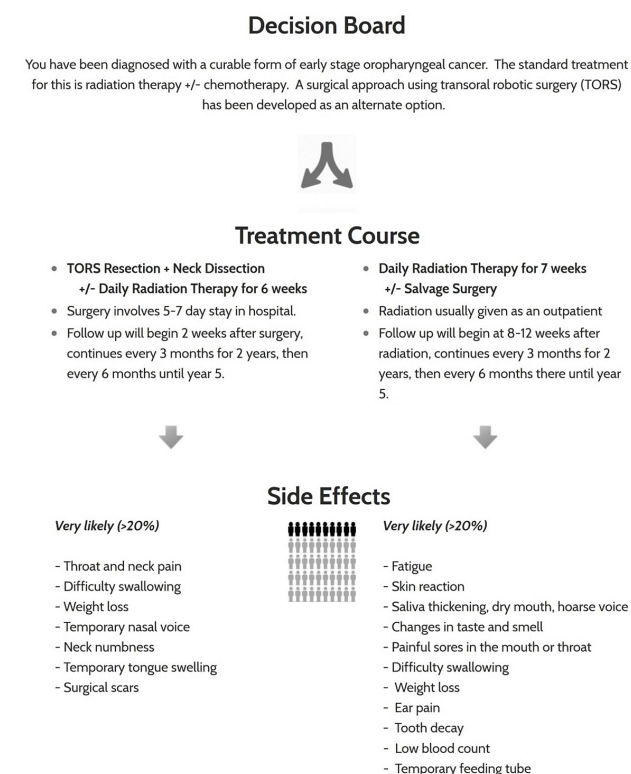 Decision Board
You have been diagnosed with a curable form of early stage oropharyngeal cancer. The standard treatment
for this is radiation therapy +/- chemotherapy. A surgical approach using transoral robotic surgery (TORS)
has been developed as an alternate option.
Treatment Course
• TORS Resection + Neck Dissection
+/- Daily Radiation Therapy for 6 weeks
• Surgery involves 5-7 day stay in hospital.
• Follow up will begin 2 weeks after surgery,
continues every 3 months for 2 years, then
every 6 months until year 5.
• Daily Radiation Therapy for 7 weeks
+/- Salvage Surgery
• Radiation usually given as an outpatient
• Follow up will begin at 8-12 weeks after
radiation, continues every 3 months for 2
years, then every 6 months there until year
5.
Side Effects
Very likely (>20%)
- Throat and neck pain
- Difficulty swallowing
- Weight loss
- Temporary nasal voice
- Neck numbness
- Temporary tongue swelling
- Surgical scars
Very likely (>20%)
- Fatigue
- Skin reaction
- Saliva thickening, dry mouth, hoarse voice
- Changes in taste and smell
- Painful sores in the mouth or throat
- Difficulty swallowing
- Weight loss
- Ear pain
- Tooth decay
- Low blood count
- Temporary feeding tube